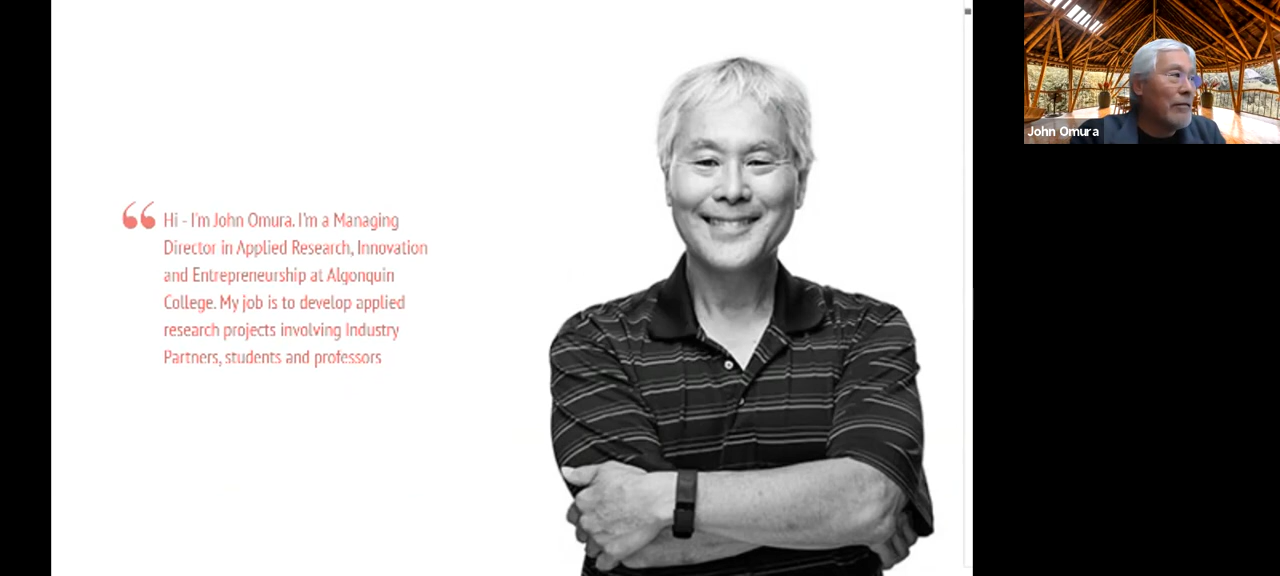 Hi - I'm John Omura. I'm a Managing
Director in Applied Research, Innovation
and Entrepreneurship at Algonquin
College. My job is to develop applied
research projects involving Industry
Partners, students and professors
John Omura